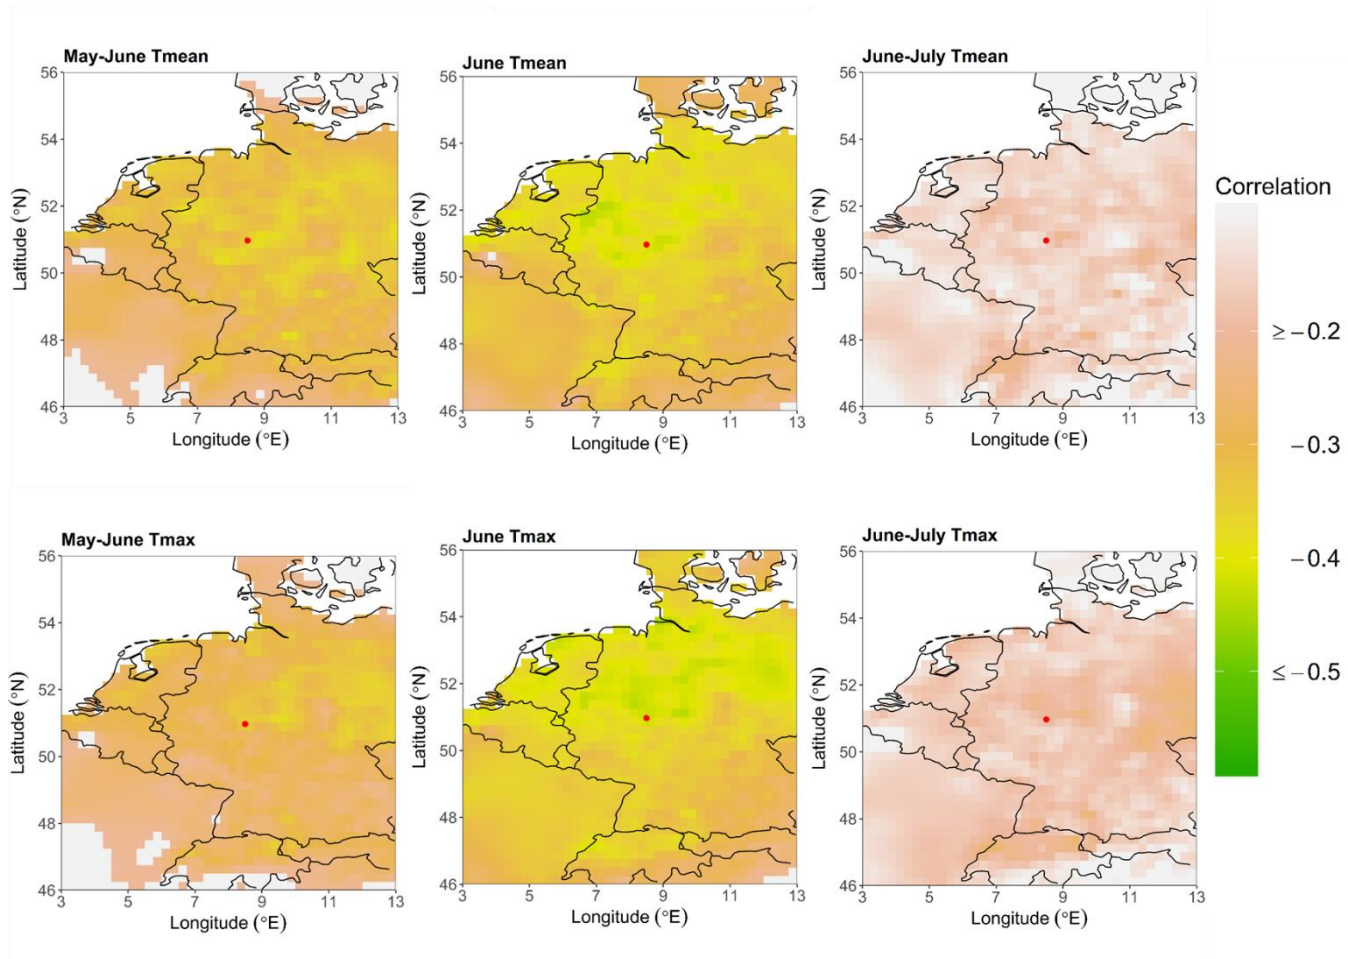 May-June Tmean
56
54
52
50
48
46
3 5 7 9 11 13
Latitude (°N)
Longitude (°E)
June Tmean
56
54
52
50
48
46
3 5 7 9 11 13
Latitude (°N)
Longitude (°E)
June-July Tmean
56
54
52
50
48
46
3 5 7 9 11 13
Latitude (°N)
Longitude (°E)
Correlation
≥ −0.2
−0.3
−0.4
≤ −0.5
May-June Tmax
56
54
52
50
48
46
3 5 7 9 11 13
Latitude (°N)
Longitude (°E)
June Tmax
56
54
52
50
48
46
3 5 7 9 11 13
Latitude (°N)
Longitude (°E)
June-July Tmax
56
54
52
50
48
46
3 5 7 9 11 13
Latitude (°N)
Longitude (°E)